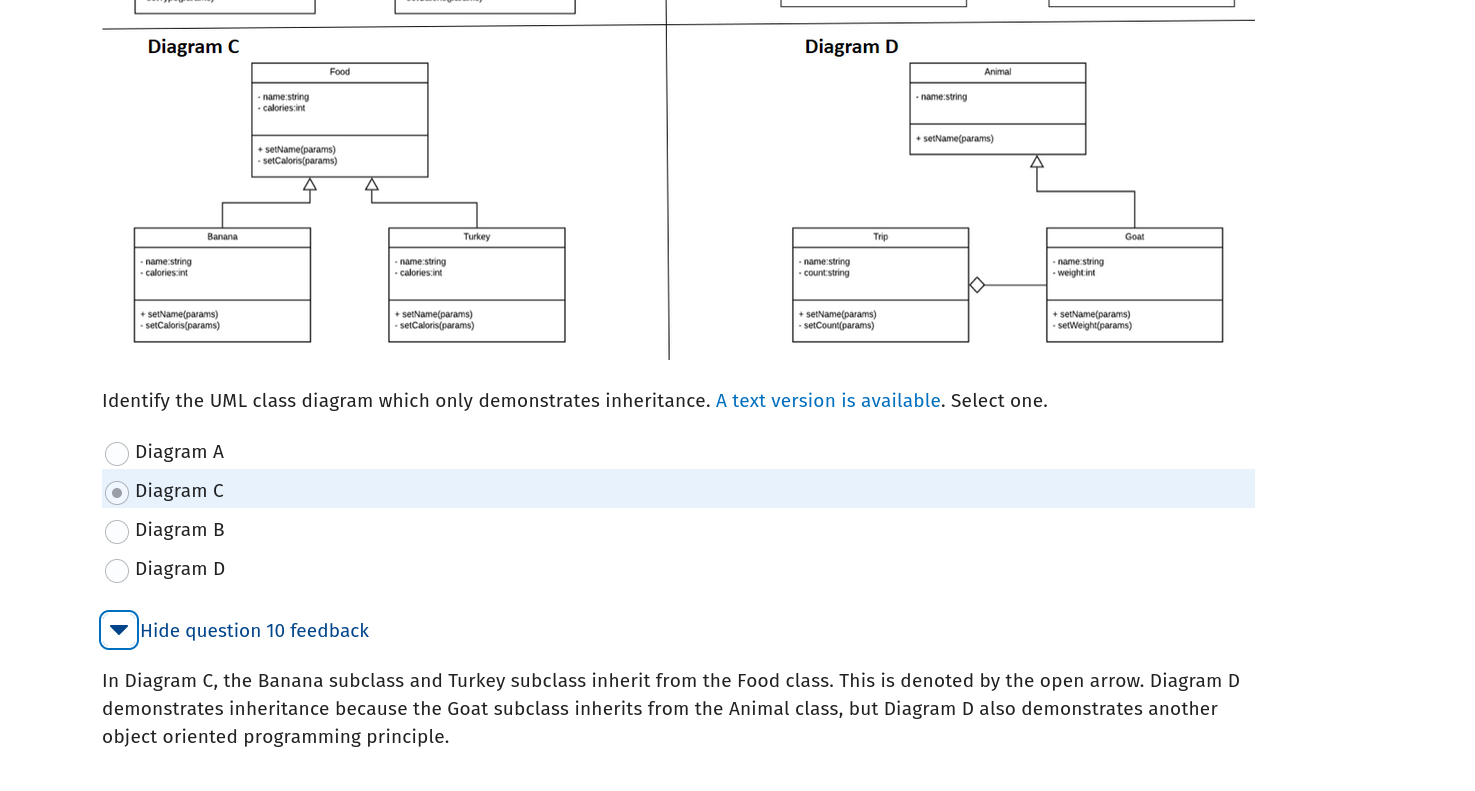 Diagram C
Diagram D
Food
- name:string
- calories:int
+ setName(params)
- setCaloris(params)
Banana
- name:string
- calories:int
+ setName(params)
- setCaloris(params)
Turkey
- name:string
- calories:int
+ setName(params)
- setCaloris(params)
Animal
- name:string
+ setName(params)
Trip
- name:string
- count:string
+ setName(params)
- setCount(params)
Goat
- name:string
- weight:int
+ setName(params)
- setWeight(params)
Identify the UML class diagram which only demonstrates inheritance. A text version is available. Select one.
Diagram A
Diagram C
Diagram B
Diagram D
Hide question 10 feedback
In Diagram C, the Banana subclass and Turkey subclass inherit from the Food class. This is denoted by the open arrow. Diagram D
demonstrates inheritance because the Goat subclass inherits from the Animal class, but Diagram D also demonstrates another
object oriented programming principle.